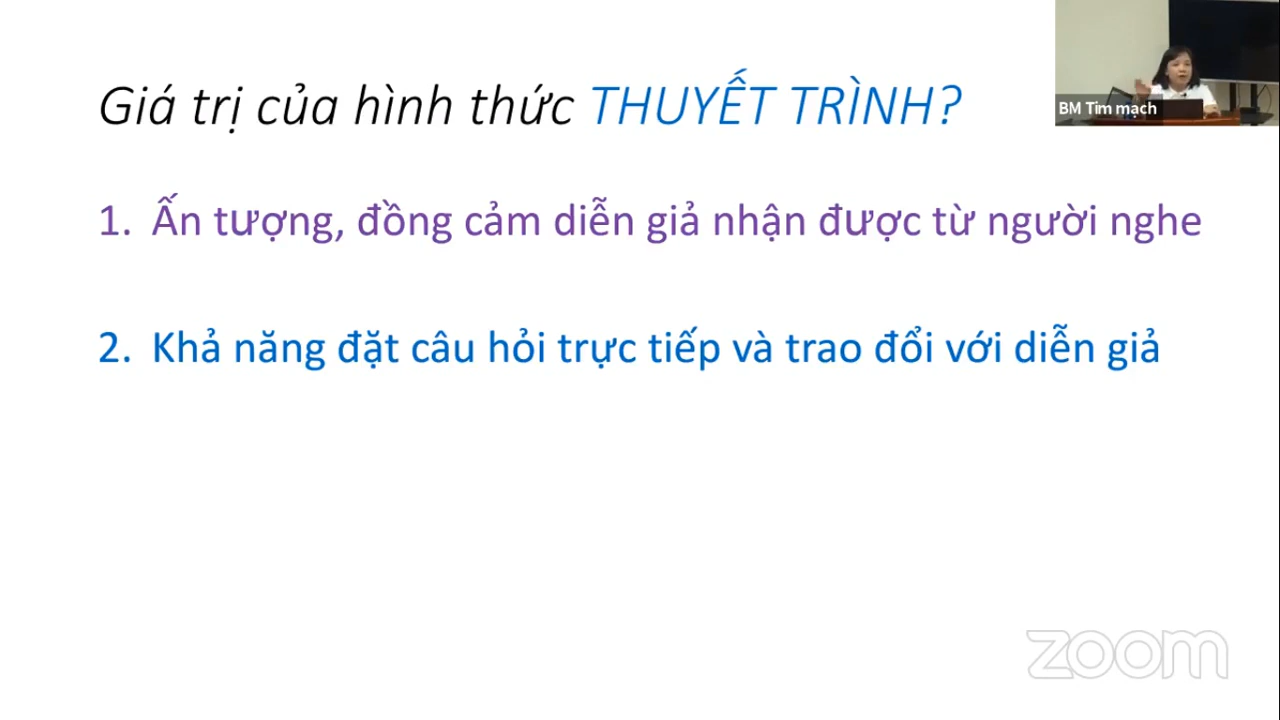 Giá trị của hình thức THUYẾT TRÌNH?
BM Tim mạch
1. Ấn tượng, đồng cảm diễn giả nhận được từ người nghe
2. Khả năng đặt câu hỏi trực tiếp và trao đổi với diễn giả
zoom